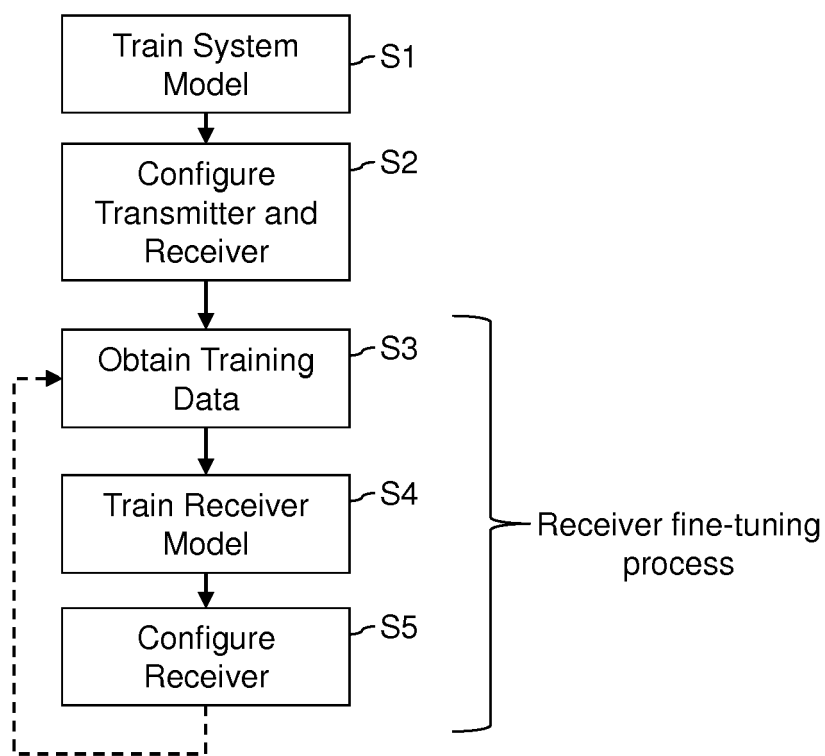 Train System
Model
S1
Configure
Transmitter and
Receiver
S2
Obtain Training
Data
S3
Train Receiver
Model
S4
Configure
Receiver
S5
Receiver fine-tuning
process